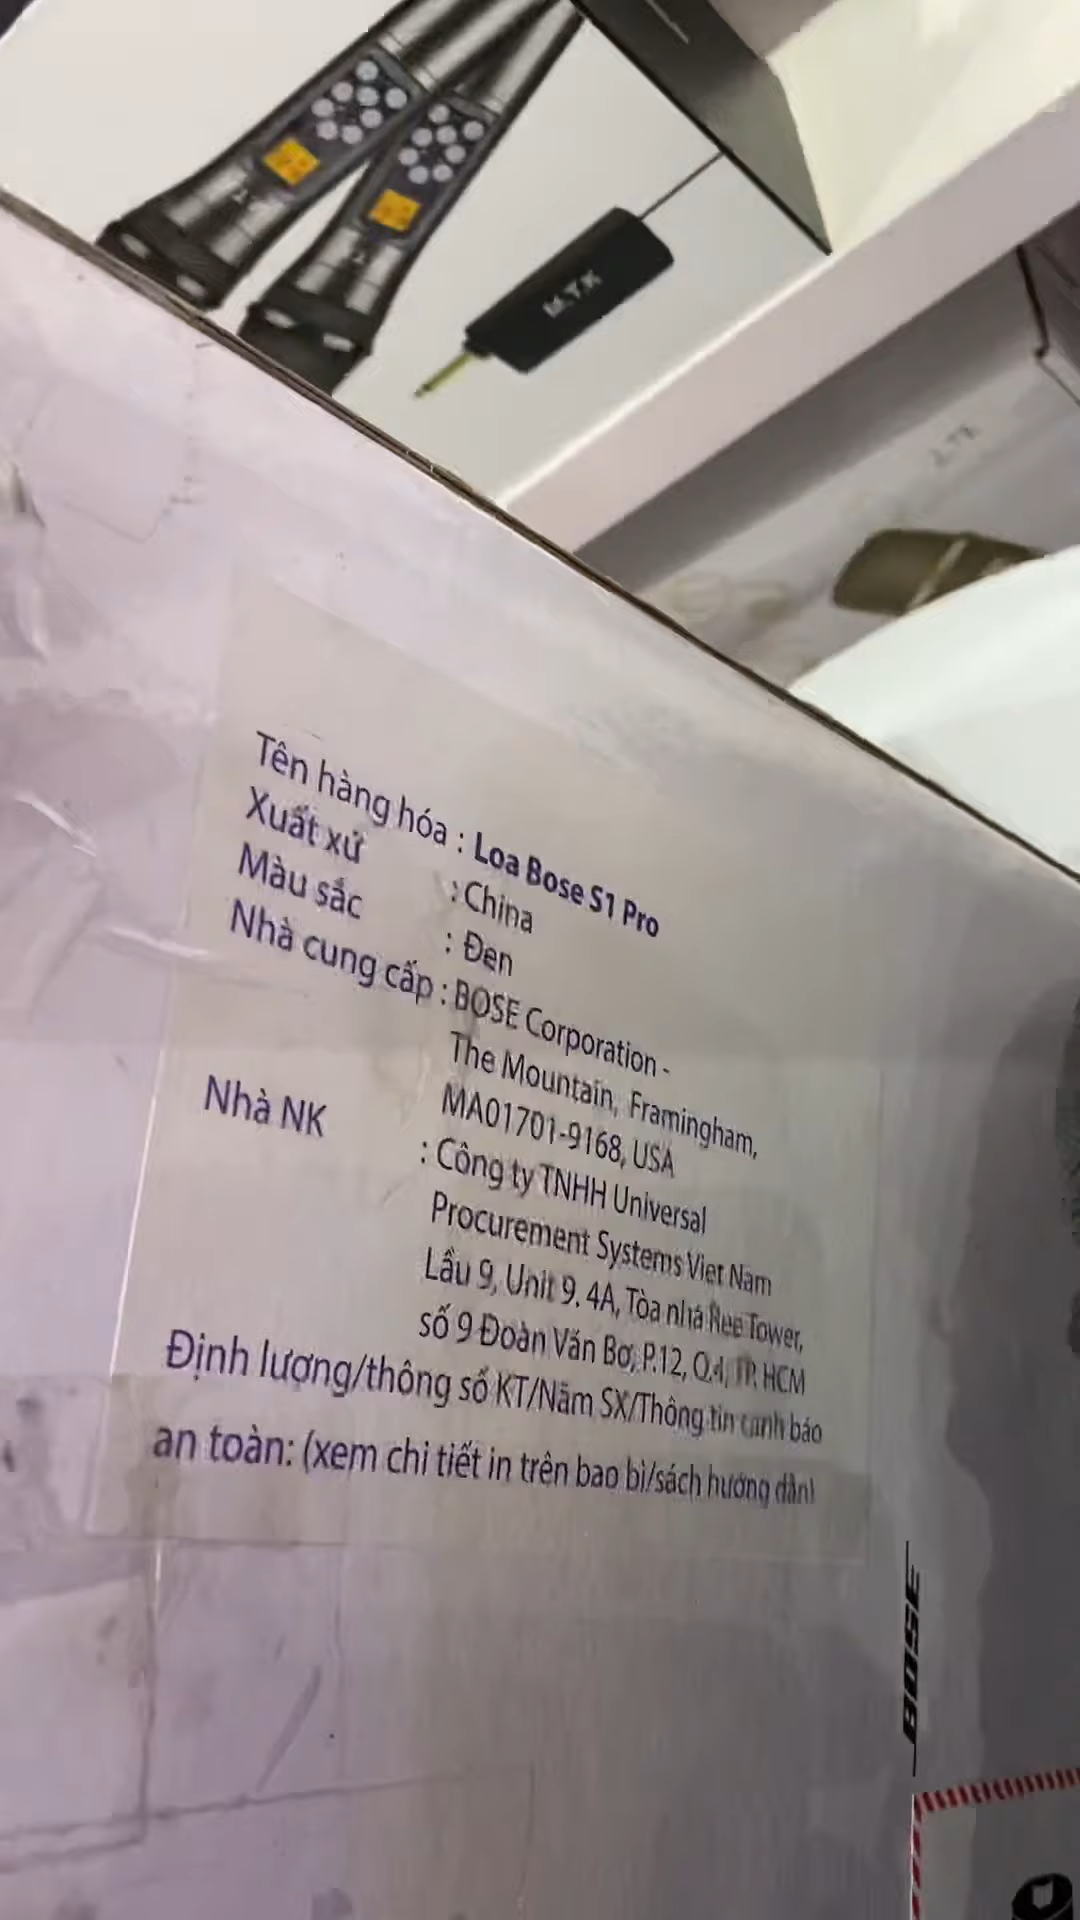 M.T.K
Tên hàng hóa : Loa Bose S1 Pro
Xuất xứ : China
Màu sắc : Đen
Nhà cung cấp : BOSE Corporation -
The Mountain, Framingham,
MA01701-9168, USA
Nhà NK : Công ty TNHH Universal
Procurement Systems Viet Nam
Lầu 9, Unit 9. 4A, Tòa nhà Ree Tower,
số 9 Đoàn Văn Bơ, P.12, Q.4, TP. HCM
Định lượng/thông số KT/Năm SX/Thông tin cảnh báo
an toàn: (xem chi tiết in trên bao bì/sách hướng dẫn)
BOSE